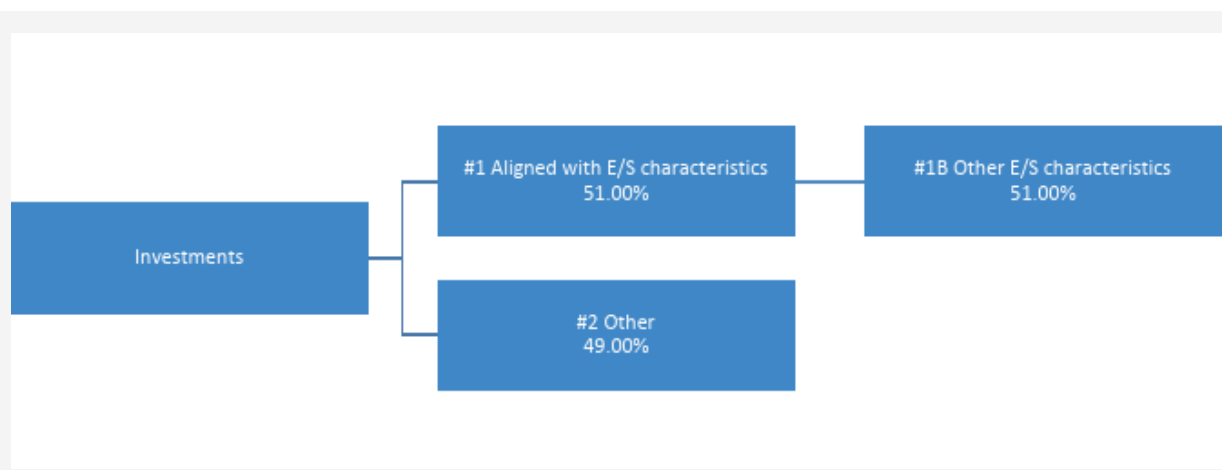 Investments
#1 Aligned with E/S characteristics
51.00%
#1B Other E/S characteristics
51.00%
#2 Other
49.00%